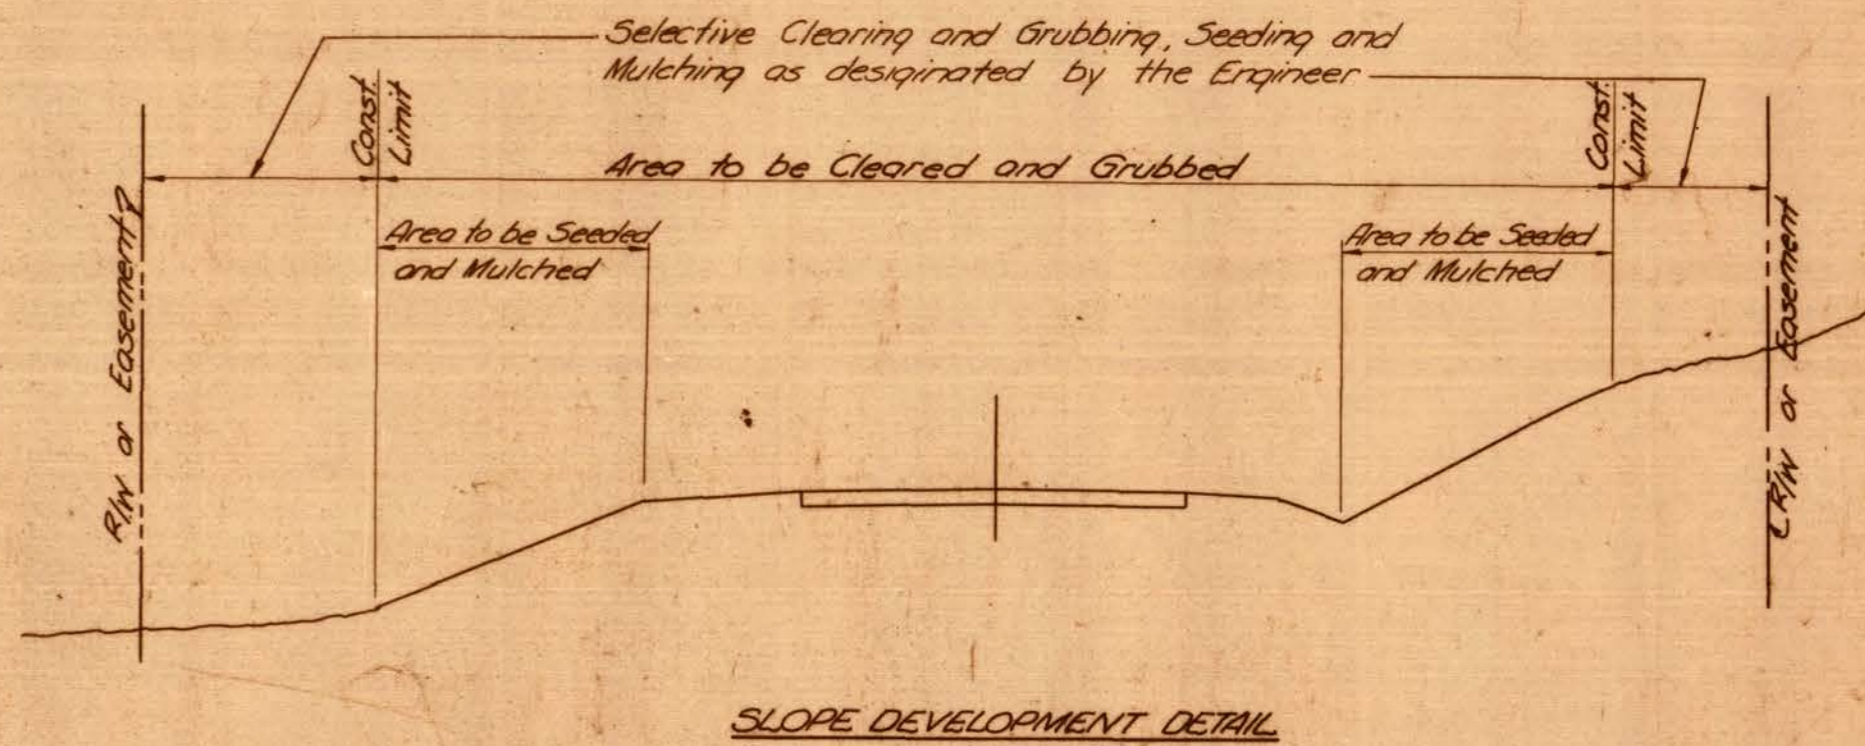 Selective Clearing and Grubbing, Seeding and
Mulching as desiginated by the Engineer
Const.
Limit
Const.
Limit
Area to be Cleared and Grubbed
Area to be Seeded
and Mulched
Area to be Seeded
and Mulched
R/W or Easement
R/W or Easement
SLOPE DEVELOPMENT DETAIL